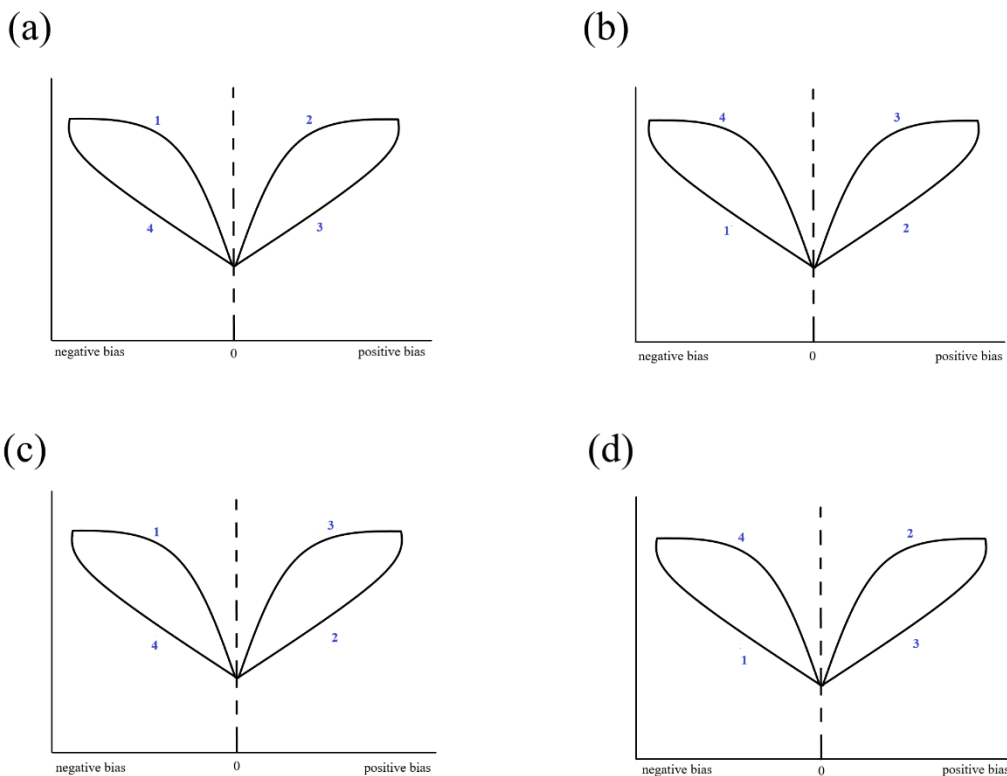 (a)
1
2
4
3
negative bias
0
positive bias
(b)
4
3
1
2
negative bias
0
positive bias
(c)
1
3
4
2
negative bias
0
positive bias
(d)
4
2
1
3
negative bias
0
positive bias